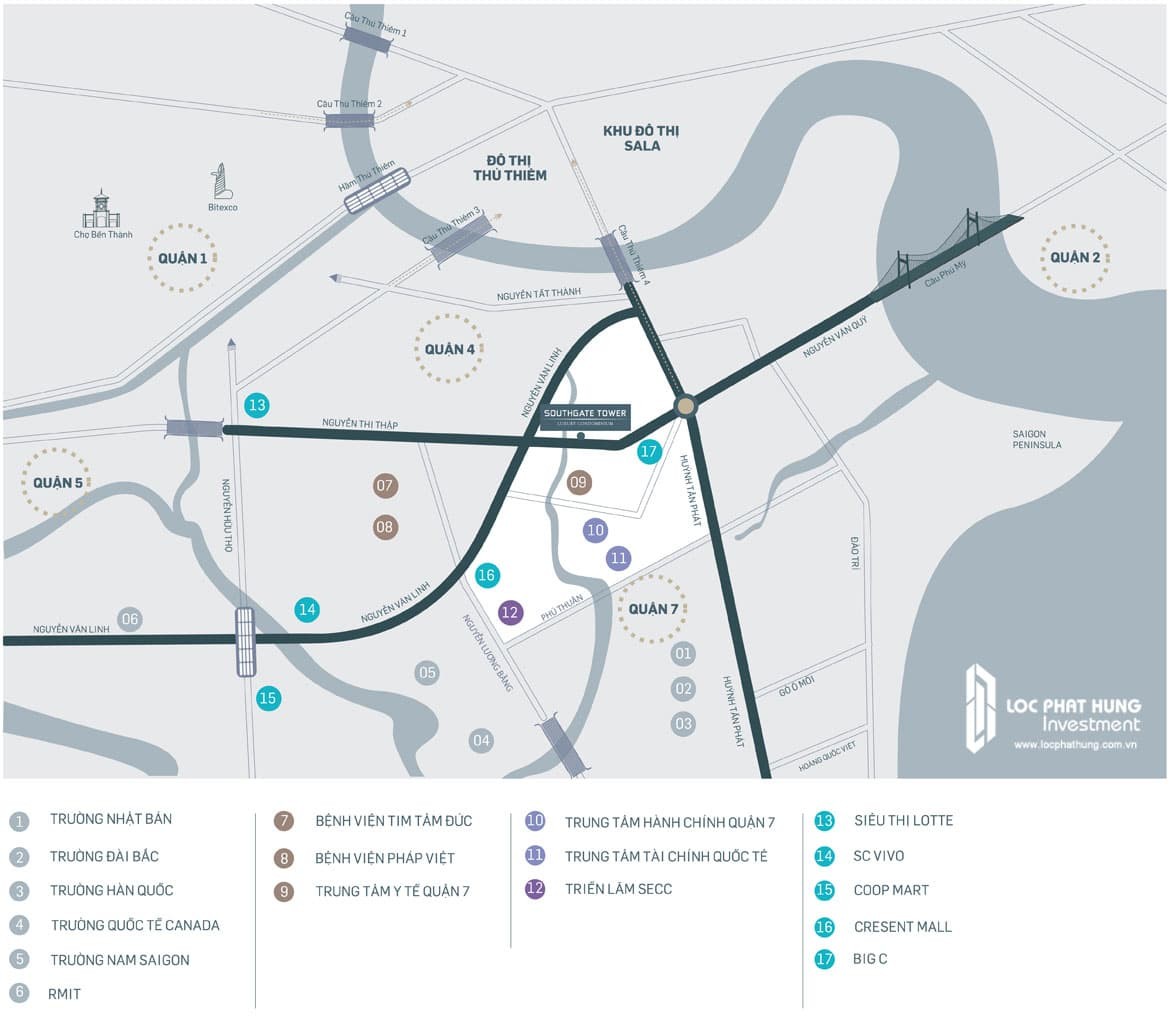 Cầu Thủ Thiêm 1
Cầu Thủ Thiêm 2
Hầm Thủ Thiêm
KHU ĐÔ THỊ
SALA
ĐÔ THỊ
THỦ THIÊM
Bitexco
Chợ Bến Thành
QUẬN 1
Cầu Thủ Thiêm 3
Cầu Thủ Thiêm 4
QUẬN 2
Cầu Phú Mỹ
NGUYỄN TẤT THÀNH
NGUYỄN VĂN QUỲ
QUẬN 4
NGUYỄN VĂN LINH
13
NGUYỄN THỊ THẬP
SOUTHGATE TOWER
LUXURY CONDOMINIUM
17
SAIGON
PENINSULA
QUẬN 5
07
09
HUỲNH TẤN PHÁT
NGUYỄN HỮU THỌ
08
10
11
ĐÀO TRÍ
16
NGUYỄN VĂN LINH
14
12
PHÚ THUẬN
QUẬN 7
06
NGUYỄN VĂN LINH
NGUYỄN LƯƠNG BẰNG
01
05
02
15
GÒ Ô MÔI
03
04
HUỲNH TẤN PHÁT
HOÀNG QUỐC VIỆT
LOC PHAT HUNG
Investment
www.locphathung.com.vn
1 TRƯỜNG NHẬT BẢN
2 TRƯỜNG ĐÀI BẮC
3 TRƯỜNG HÀN QUỐC
4 TRƯỜNG QUỐC TẾ CANADA
5 TRƯỜNG NAM SAIGON
6 RMIT
7 BỆNH VIỆN TIM TÂM ĐỨC
8 BỆNH VIỆN PHÁP VIỆT
9 TRUNG TÂM Y TẾ QUẬN 7
10 TRUNG TÂM HÀNH CHÍNH QUẬN 7
11 TRUNG TÂM TÀI CHÍNH QUỐC TẾ
12 TRIỂN LÃM SECC
13 SIÊU THỊ LOTTE
14 SC VIVO
15 COOP MART
16 CRESENT MALL
17 BIG C